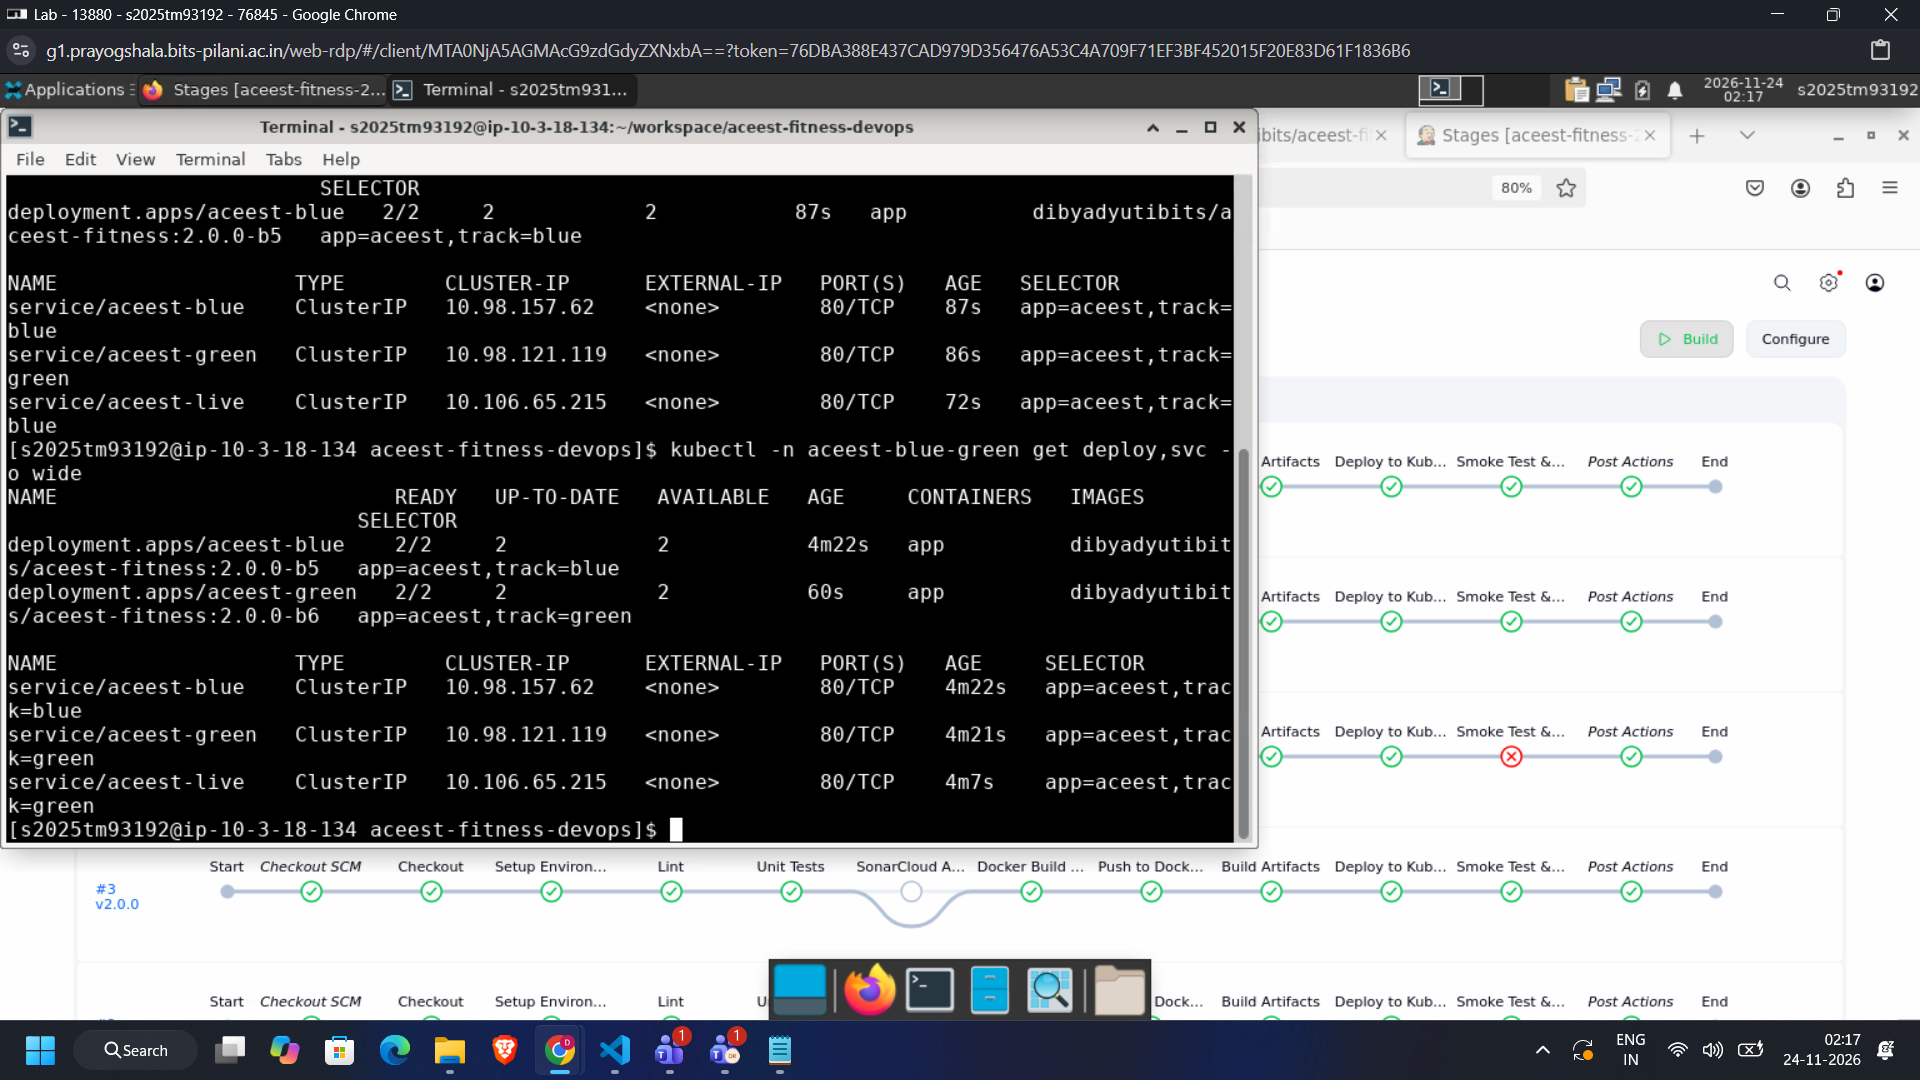 Lab - 13880 - s2025tm93192 - 76845 - Google Chrome
g1.prayogshala.bits-pilani.ac.in/web-rdp/#/client/MTA0NjA5AGMAcG9zdGdyZXNxbA==?token=76DBA388E437CAD979D356476A53C4A709F71EF3BF452015F20E83D61F1836B6
Applications Stages [aceest-fitness-2... Terminal - s2025tm931... 2026-11-24 02:17 s2025tm93192
Terminal - s2025tm93192@ip-10-3-18-134:~/workspace/aceest-fitness-devops
ibits/aceest-fi Stages [aceest-fitness-2
File Edit View Terminal Tabs Help
80%
SELECTOR
deployment.apps/aceest-blue 2/2 2 2 87s app dibyadyutibits/a
ceest-fitness:2.0.0-b5 app=aceest,track=blue
NAME TYPE CLUSTER-IP EXTERNAL-IP PORT(S) AGE SELECTOR
service/aceest-blue ClusterIP 10.98.157.62 <none> 80/TCP 87s app=aceest,track=
blue
service/aceest-green ClusterIP 10.98.121.119 <none> 80/TCP 86s app=aceest,track=
green
service/aceest-live ClusterIP 10.106.65.215 <none> 80/TCP 72s app=aceest,track=
blue
[s2025tm93192@ip-10-3-18-134 aceest-fitness-devops]$ kubectl -n aceest-blue-green get deploy,svc -
o wide
NAME READY UP-TO-DATE AVAILABLE AGE CONTAINERS IMAGES
SELECTOR
deployment.apps/aceest-blue 2/2 2 2 4m22s app dibyadyutibit
s/aceest-fitness:2.0.0-b5 app=aceest,track=blue
deployment.apps/aceest-green 2/2 2 2 60s app dibyadyutibit
s/aceest-fitness:2.0.0-b6 app=aceest,track=green
NAME TYPE CLUSTER-IP EXTERNAL-IP PORT(S) AGE SELECTOR
service/aceest-blue ClusterIP 10.98.157.62 <none> 80/TCP 4m22s app=aceest,trac
k=blue
service/aceest-green ClusterIP 10.98.121.119 <none> 80/TCP 4m21s app=aceest,trac
k=green
service/aceest-live ClusterIP 10.106.65.215 <none> 80/TCP 4m7s app=aceest,trac
k=green
[s2025tm93192@ip-10-3-18-134 aceest-fitness-devops]$
Build Configure
Artifacts Deploy to Kub... Smoke Test &... Post Actions End
Artifacts Deploy to Kub... Smoke Test &... Post Actions End
Artifacts Deploy to Kub... Smoke Test &... Post Actions End
Start Checkout SCM Checkout Setup Environ... Lint Unit Tests SonarCloud A... Docker Build ... Push to Dock... Build Artifacts Deploy to Kub... Smoke Test &... Post Actions End
#3
v2.0.0
Start Checkout SCM Checkout Setup Environ... Lint Dock... Build Artifacts Deploy to Kub... Smoke Test &... Post Actions End
Search 1 1 ENG IN 02:17 24-11-2026